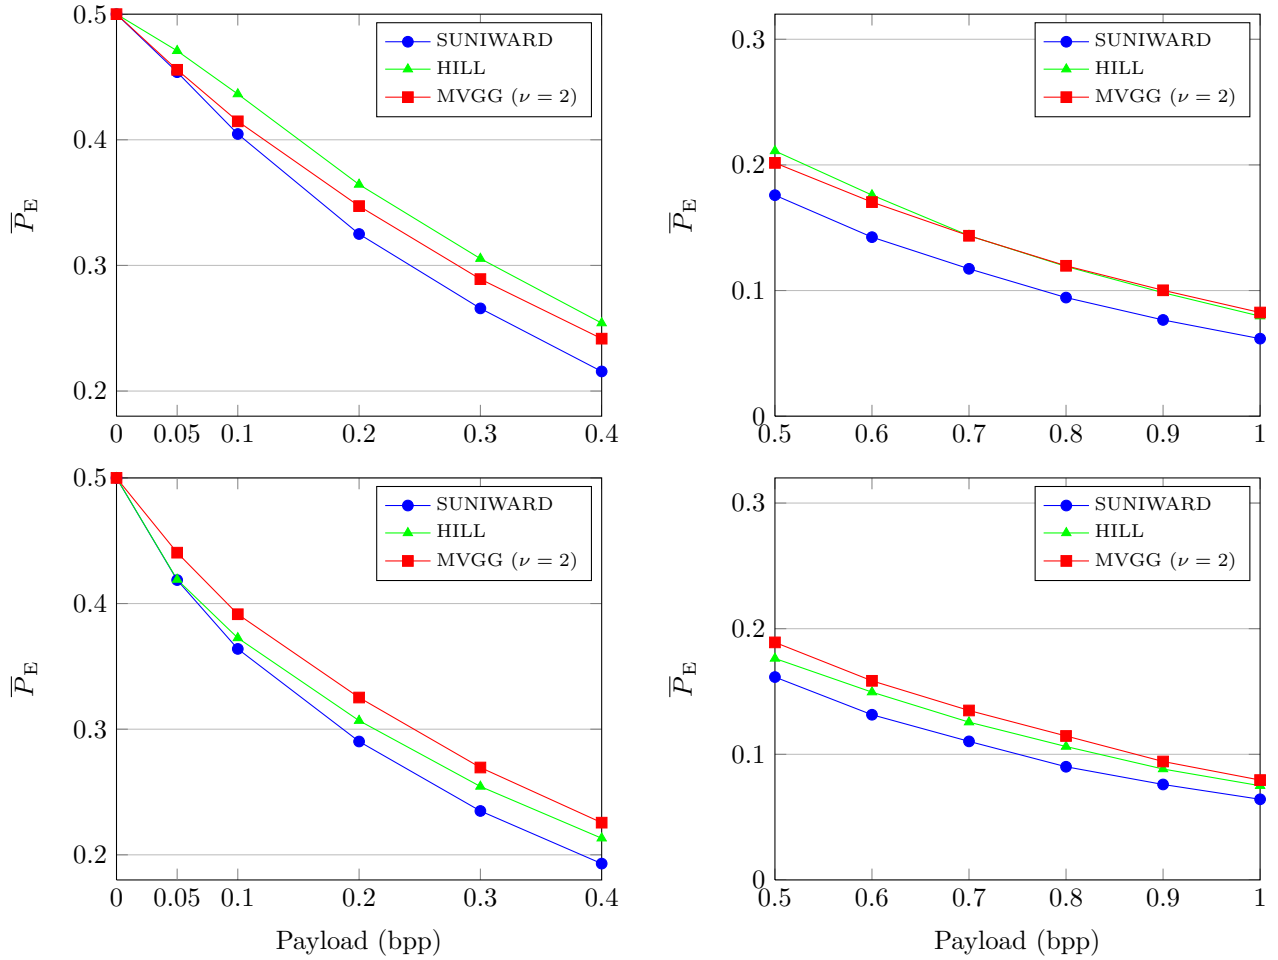 0.5
0.4
0.3
0.2
P̅E
0 0.05 0.1 0.2 0.3 0.4
SUNIWARD
HILL
MVGG (ν = 2)
0.3
0.2
0.1
0
P̅E
0.5 0.6 0.7 0.8 0.9 1
SUNIWARD
HILL
MVGG (ν = 2)
0.5
0.4
0.3
0.2
P̅E
0 0.05 0.1 0.2 0.3 0.4
Payload (bpp)
SUNIWARD
HILL
MVGG (ν = 2)
0.3
0.2
0.1
0
P̅E
0.5 0.6 0.7 0.8 0.9 1
Payload (bpp)
SUNIWARD
HILL
MVGG (ν = 2)